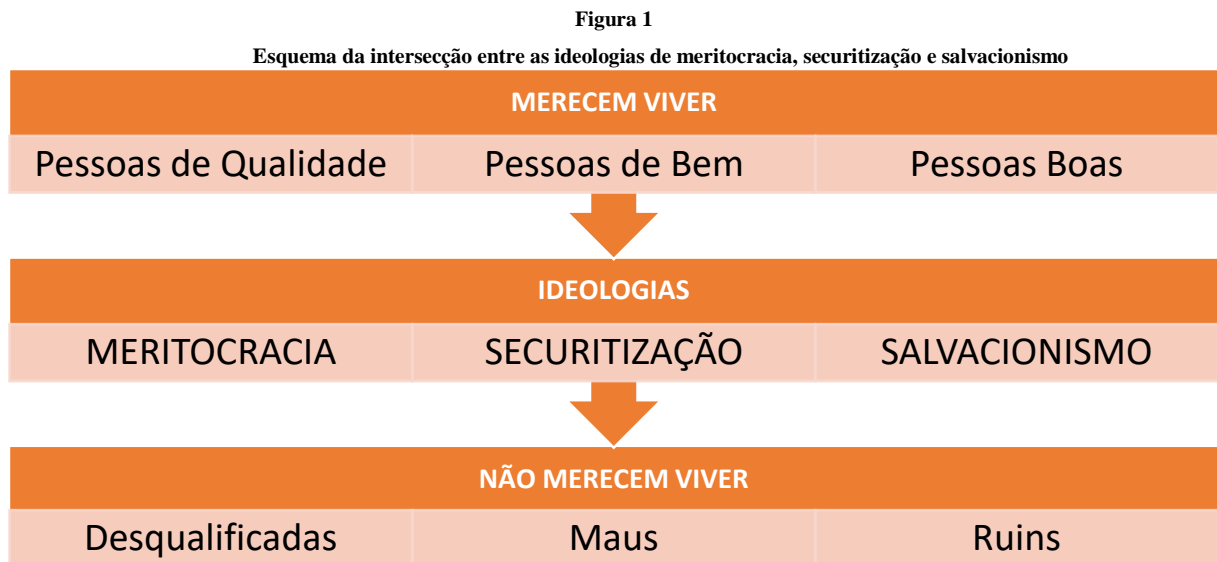 Figura 1
Esquema da intersecção entre as ideologias de meritocracia, securitização e salvacionismo
MERECEM VIVER
Pessoas de Qualidade Pessoas de Bem Pessoas Boas
IDEOLOGIAS
MERITOCRACIA SECURITIZAÇÃO SALVACIONISMO
NÃO MERECEM VIVER
Desqualificadas Maus Ruins